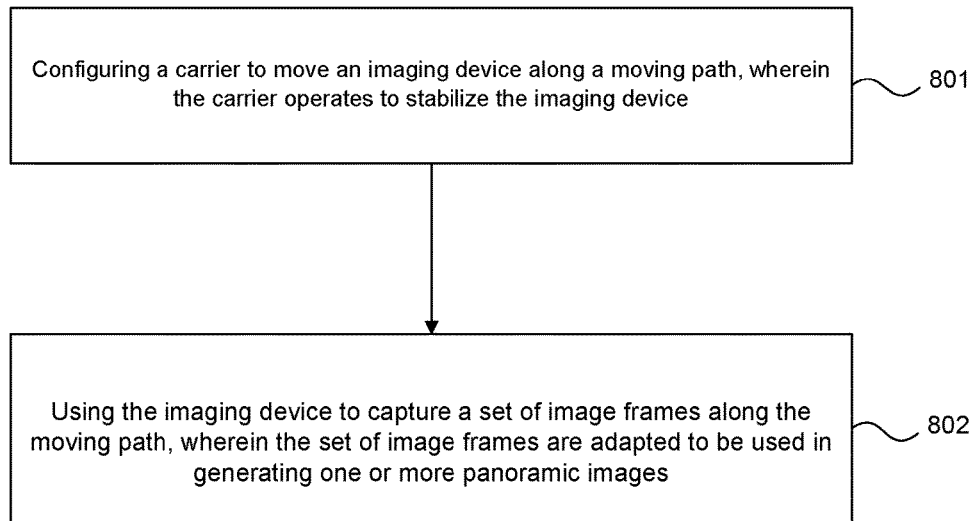 Configuring a carrier to move an imaging device along a moving path, wherein
the carrier operates to stabilize the imaging device
801
Using the imaging device to capture a set of image frames along the
moving path, wherein the set of image frames are adapted to be used in
generating one or more panoramic images
802